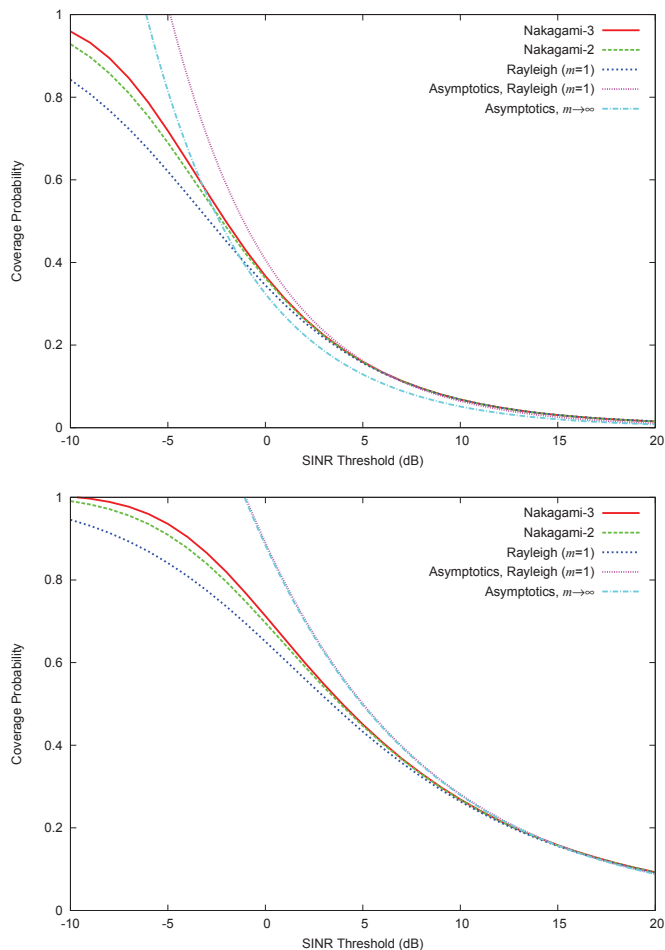 1
0.8
0.6
0.4
0.2
0
-10
-5
0
5
10
15
20
Coverage Probability
SINR Threshold (dB)
Nakagami-3
Nakagami-2
Rayleigh (m=1)
Asymptotics, Rayleigh (m=1)
Asymptotics, m→∞
1
0.8
0.6
0.4
0.2
0
-10
-5
0
5
10
15
20
Coverage Probability
SINR Threshold (dB)
Nakagami-3
Nakagami-2
Rayleigh (m=1)
Asymptotics, Rayleigh (m=1)
Asymptotics, m→∞